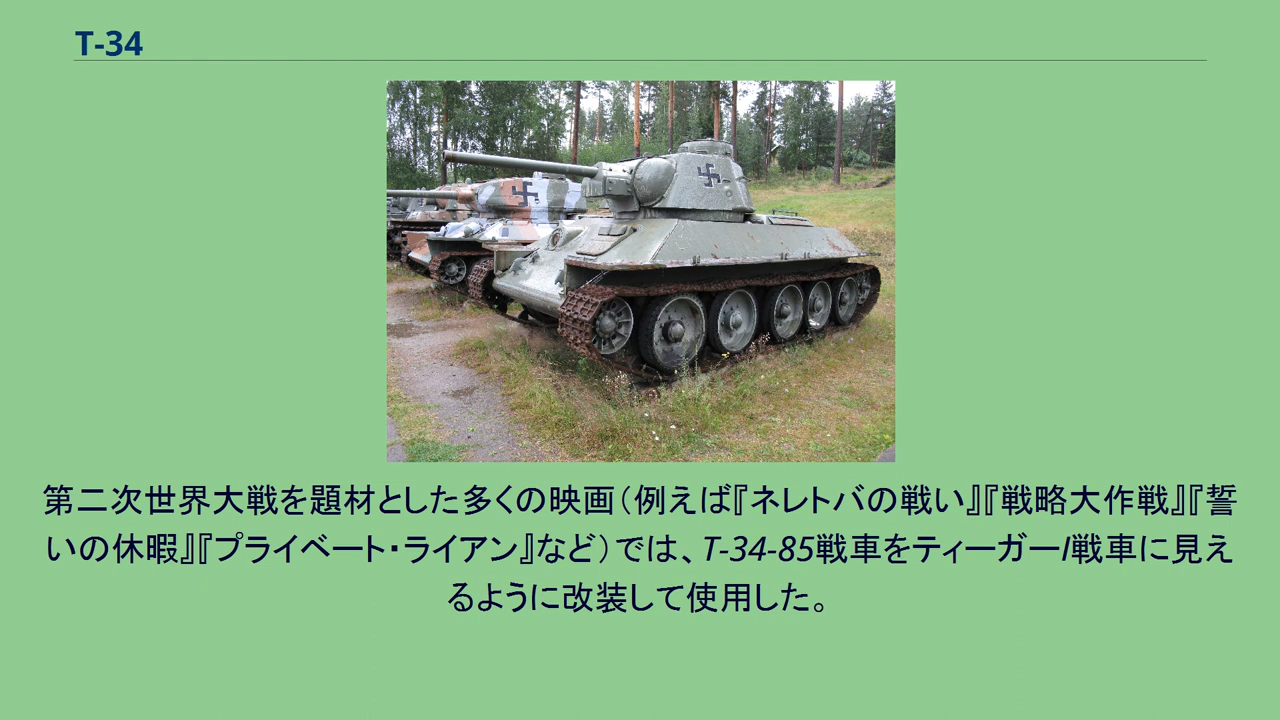 T-34
第二次世界大戦を題材とした多くの映画（例えば『ネレトバの戦い』『戦略大作戦』『誓
いの休暇』『プライベート・ライアン』など）では、T-34-85戦車をティーガーI戦車に見え
るように改装して使用した。